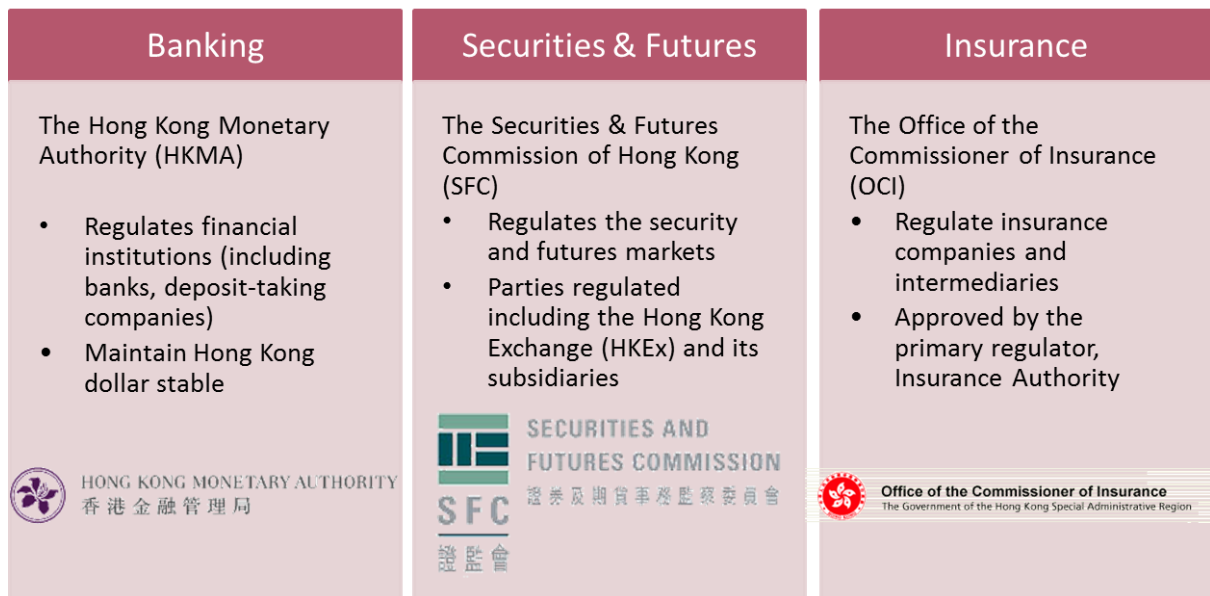 Banking
The Hong Kong Monetary
Authority (HKMA)
• Regulates financial
institutions (including
banks, deposit-taking
companies)
• Maintain Hong Kong
dollar stable
HONG KONG MONETARY AUTHORITY
香港金融管理局
Securities & Futures
The Securities & Futures
Commission of Hong Kong
(SFC)
• Regulates the security
and futures markets
• Parties regulated
including the Hong Kong
Exchange (HKEx) and its
subsidiaries
SFC
證監會
SECURITIES AND
FUTURES COMMISSION
證券及期貨事務監察委員會
Insurance
The Office of the
Commissioner of Insurance
(OCI)
• Regulate insurance
companies and
intermediaries
• Approved by the
primary regulator,
Insurance Authority
Office of the Commissioner of Insurance
The Government of the Hong Kong Special Administrative Region